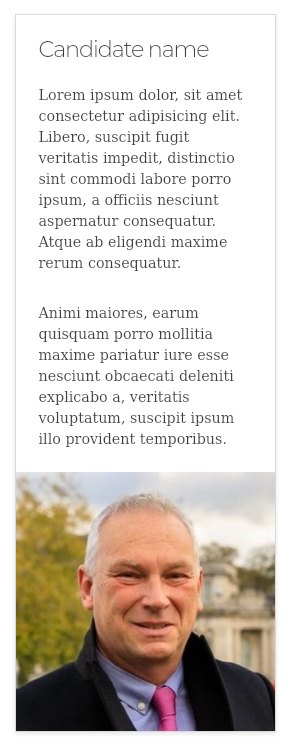 Candidate name
Lorem ipsum dolor, sit amet
consectetur adipisicing elit.
Libero, suscipit fugit
veritatis impedit, distinctio
sint commodi labore porro
ipsum, a officiis nesciunt
aspernatur consequatur.
Atque ab eligendi maxime
rerum consequatur.
Animi maiores, earum
quisquam porro mollitia
maxime pariatur iure esse
nesciunt obcaecati deleniti
explicabo a, veritatis
voluptatum, suscipit ipsum
illo provident temporibus.